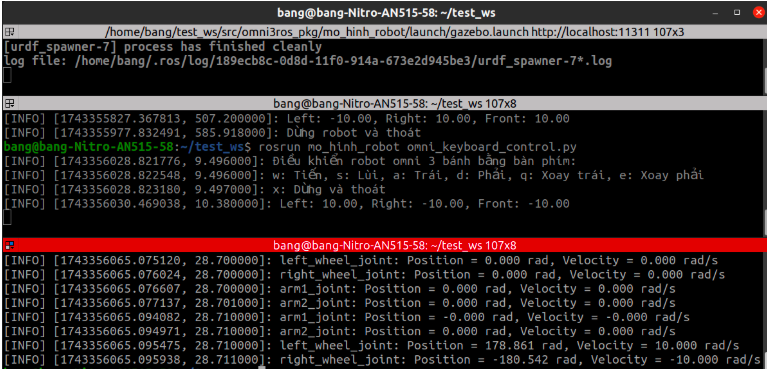 bang@bang-Nitro-AN515-58: ~/test_ws
/home/bang/test_ws/src/omni3ros_pkg/mo_hinh_robot/launch/gazebo.launch http://localhost:11311 107x3
[urdf_spawner-7] process has finished cleanly
log file: /home/bang/.ros/log/189ecb8c-0d8d-11f0-914a-673e2d945be3/urdf_spawner-7*.log
bang@bang-Nitro-AN515-58: ~/test_ws 107x8
[INFO] [1743355827.367813, 507.200000]: Left: -10.00, Right: 10.00, Front: 10.00
[INFO] [1743355977.832491, 585.918000]: Dừng robot và thoát
bang@bang-Nitro-AN515-58:~/test_ws$ rosrun mo_hinh_robot omni_keyboard_control.py
[INFO] [1743356028.821776, 9.496000]: Điều khiển robot omni 3 bánh bằng bàn phím:
[INFO] [1743356028.822548, 9.496000]: w: Tiến, s: Lùi, a: Trái, d: Phải, q: Xoay trái, e: Xoay phải
[INFO] [1743356028.823180, 9.497000]: x: Dừng và thoát
[INFO] [1743356030.469038, 10.380000]: Left: 10.00, Right: -10.00, Front: -10.00
bang@bang-Nitro-AN515-58: ~/test_ws 107x8
[INFO] [1743356065.075120, 28.700000]: left_wheel_joint: Position = 0.000 rad, Velocity = 0.000 rad/s
[INFO] [1743356065.076024, 28.700000]: right_wheel_joint: Position = 0.000 rad, Velocity = 0.000 rad/s
[INFO] [1743356065.076607, 28.700000]: arm1_joint: Position = 0.000 rad, Velocity = 0.000 rad/s
[INFO] [1743356065.077137, 28.701000]: arm2_joint: Position = 0.000 rad, Velocity = 0.000 rad/s
[INFO] [1743356065.094082, 28.710000]: arm1_joint: Position = -0.000 rad, Velocity = -0.000 rad/s
[INFO] [1743356065.094971, 28.710000]: arm2_joint: Position = 0.000 rad, Velocity = 0.000 rad/s
[INFO] [1743356065.095475, 28.710000]: left_wheel_joint: Position = 178.861 rad, Velocity = 10.000 rad/s
[INFO] [1743356065.095938, 28.711000]: right_wheel_joint: Position = -180.542 rad, Velocity = -10.000 rad/s